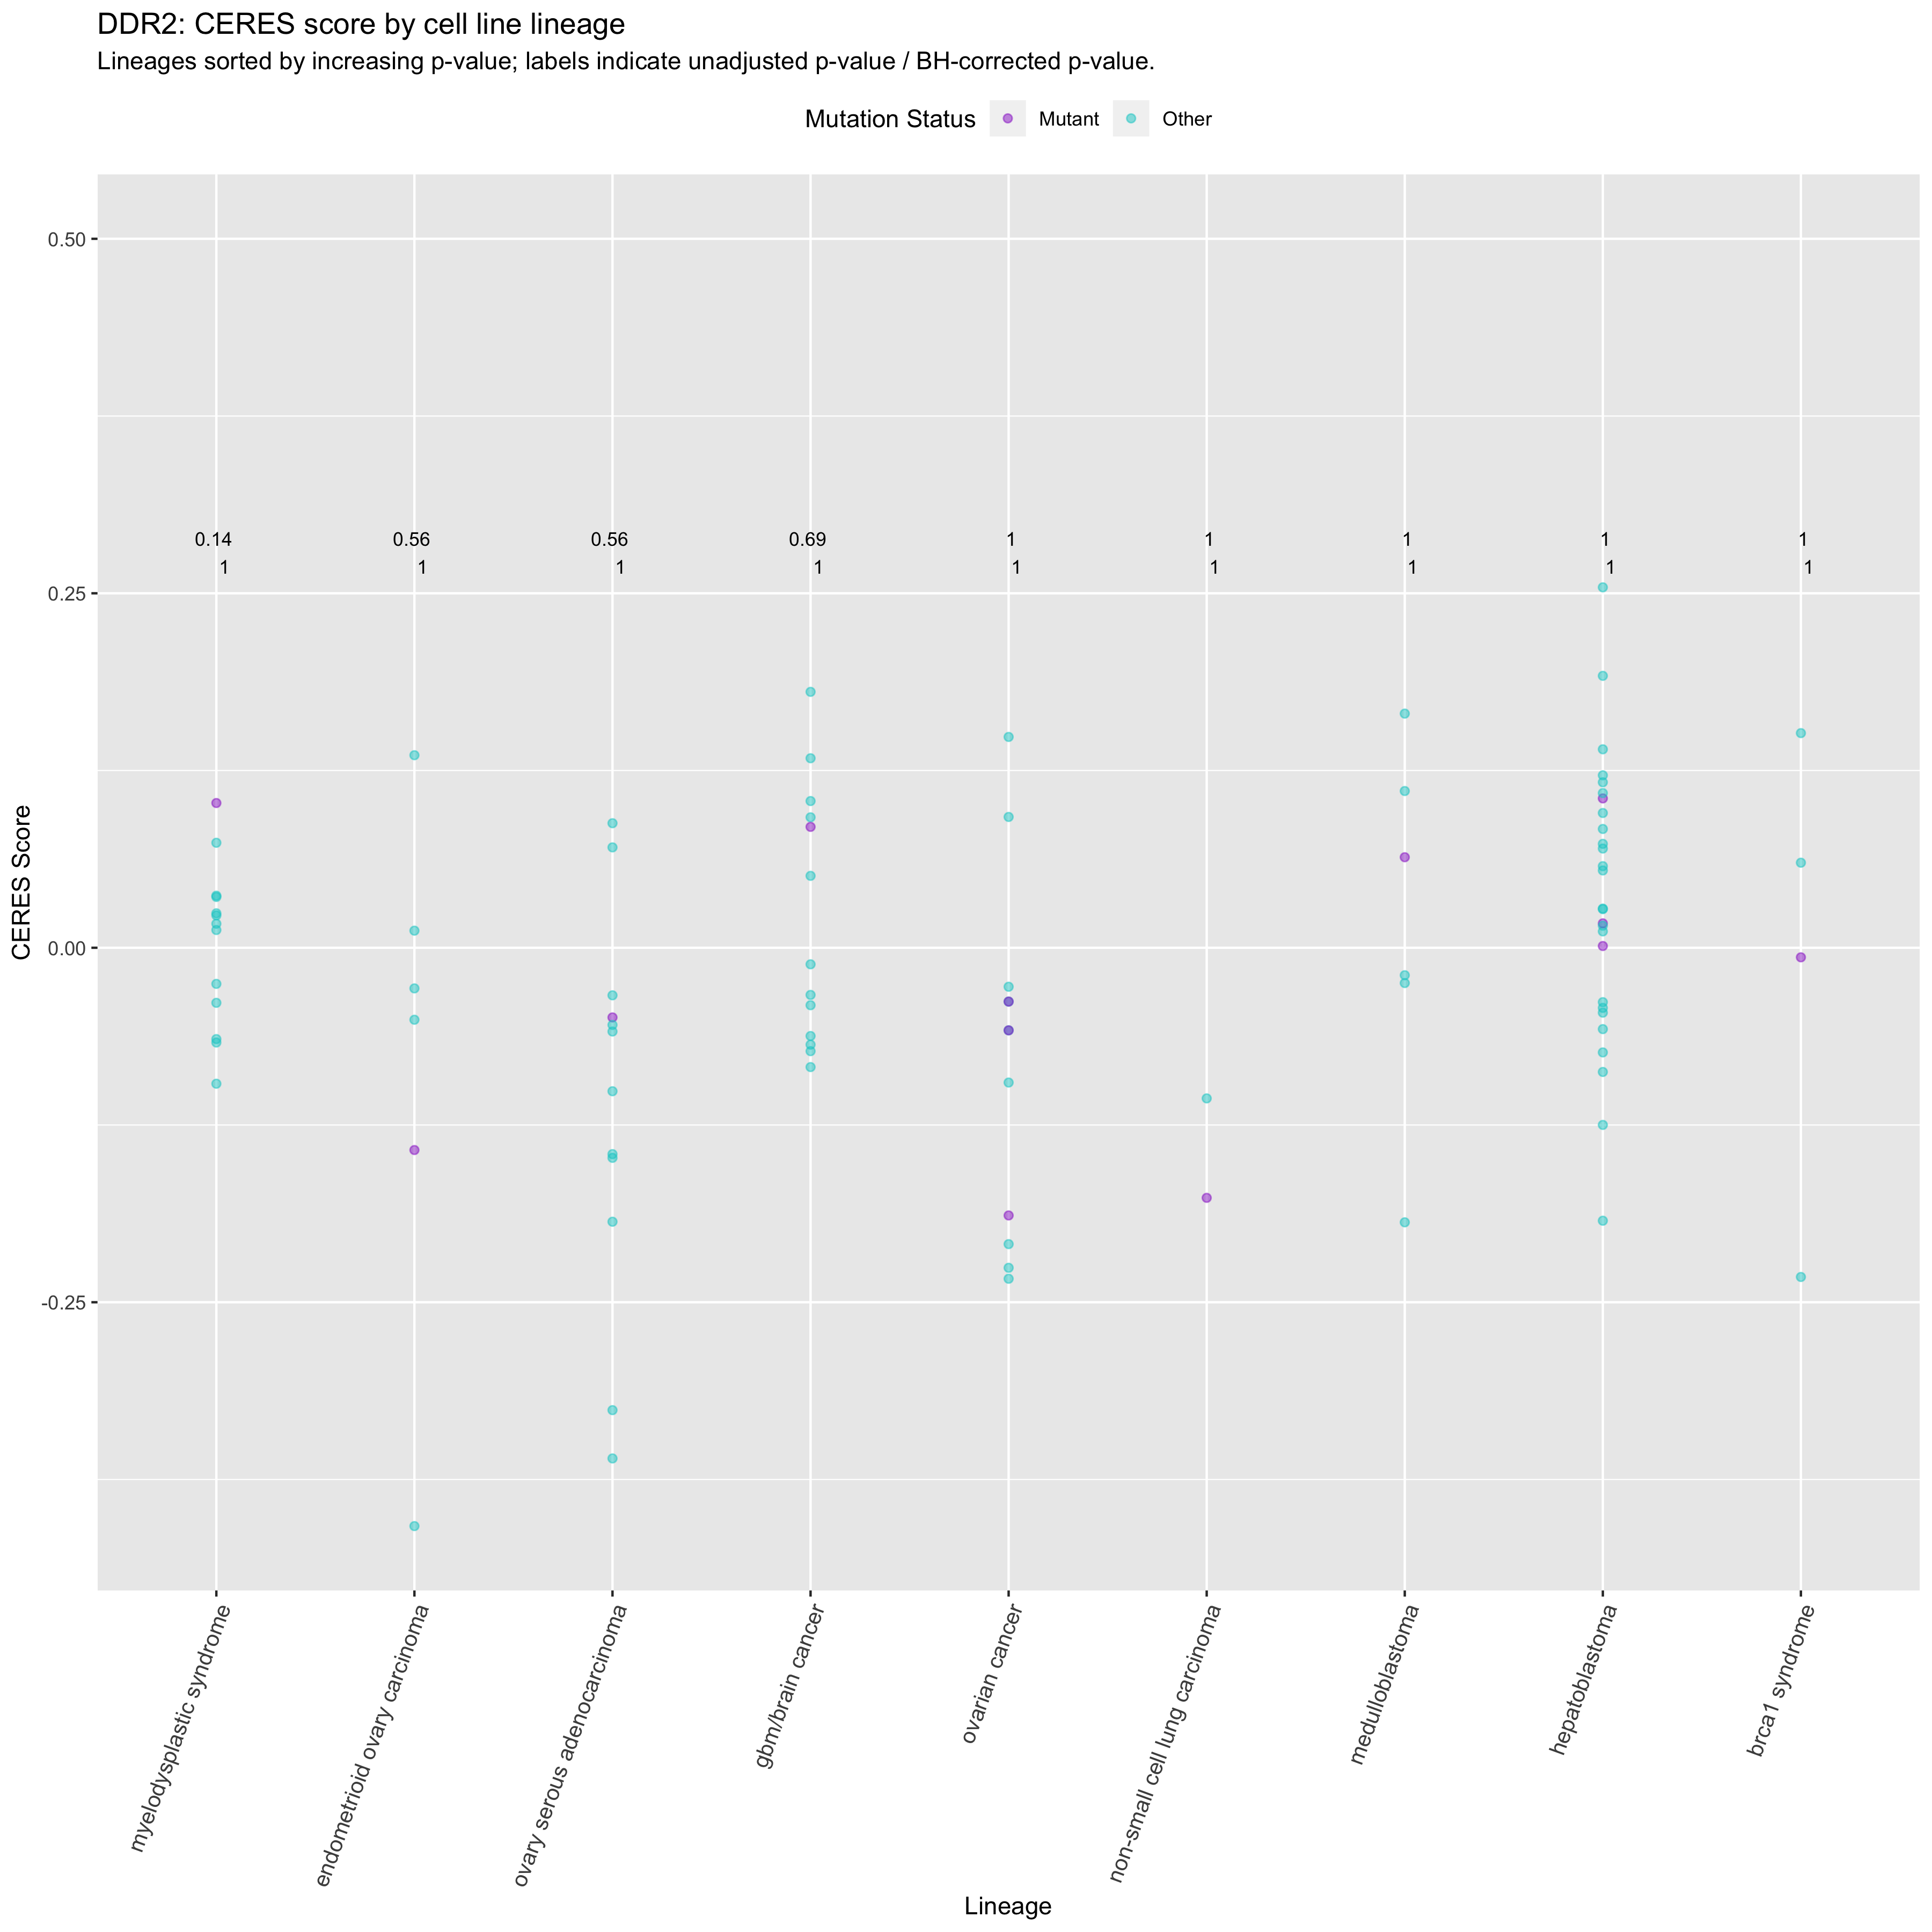 DDR2: CERES score by cell line lineage
Lineages sorted by increasing p-value; labels indicate unadjusted p-value / BH-corrected p-value.
Mutation Status Mutant Other
0.50
0.14 0.56 0.56 0.69 1 1 1 1 1
1 1 1 1 1 1 1 1 1
0.25
CERES Score
0.00
-0.25
myelodysplastic syndrome
endometrioid ovary carcinoma
ovary serous adenocarcinoma
gbm/brain cancer
ovarian cancer
non-small cell lung carcinoma
medulloblastoma
hepatoblastoma
brca1 syndrome
Lineage